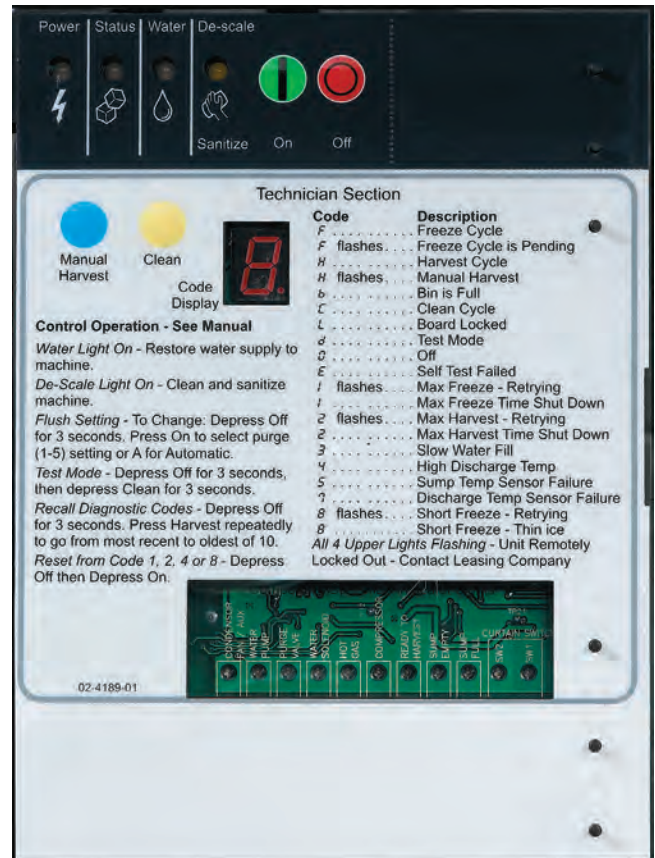 Power Status Water De-scale
Sanitize On Off
Technician Section
Manual
Harvest
Clean
Code
Display
8.
Control Operation - See Manual
Water Light On - Restore water supply to
machine.
De-Scale Light On - Clean and sanitize
machine.
Flush Setting - To Change: Depress Off
for 3 seconds. Press On to select purge
(1-5) setting or A for Automatic.
Test Mode - Depress Off for 3 seconds,
then depress Clean for 3 seconds.
Recall Diagnostic Codes - Depress Off
for 3 seconds. Press Harvest repeatedly
to go from most recent to oldest of 10.
Reset from Code 1, 2, 4 or 8 - Depress
Off then Depress On.
Code Description
F . . . . . . . . . . Freeze Cycle
F flashes . . . . Freeze Cycle is Pending
H . . . . . . . . . . Harvest Cycle
H flashes . . . . Manual Harvest
b . . . . . . . . . . Bin is Full
C . . . . . . . . . . Clean Cycle
L . . . . . . . . . . Board Locked
d . . . . . . . . . . Test Mode
0 . . . . . . . . . . Off
E . . . . . . . . . . Self Test Failed
1 flashes . . . . Max Freeze - Retrying
1 . . . . . . . . . . Max Freeze Time Shut Down
2 flashes . . . . Max Harvest - Retrying
2 . . . . . . . . . . Max Harvest Time Shut Down
3 . . . . . . . . . . Slow Water Fill
4 . . . . . . . . . . High Discharge Temp
5 . . . . . . . . . . Sump Temp Sensor Failure
7 . . . . . . . . . . Discharge Temp Sensor Failure
8 flashes . . . . Short Freeze - Retrying
8 . . . . . . . . . . Short Freeze - Thin ice
All 4 Upper Lights Flashing - Unit Remotely
Locked Out - Contact Leasing Company
CONDENSOR
FAN / AUX
WATER
PUMP
PURGE
VALVE
WATER
SOLENOID
HOT
GAS
COMPRESSOR
READY TO
HARVEST
SUMP
EMPTY
SUMP
FULL
CURTAIN SWITCH
SW2
SW1
02-4189-01